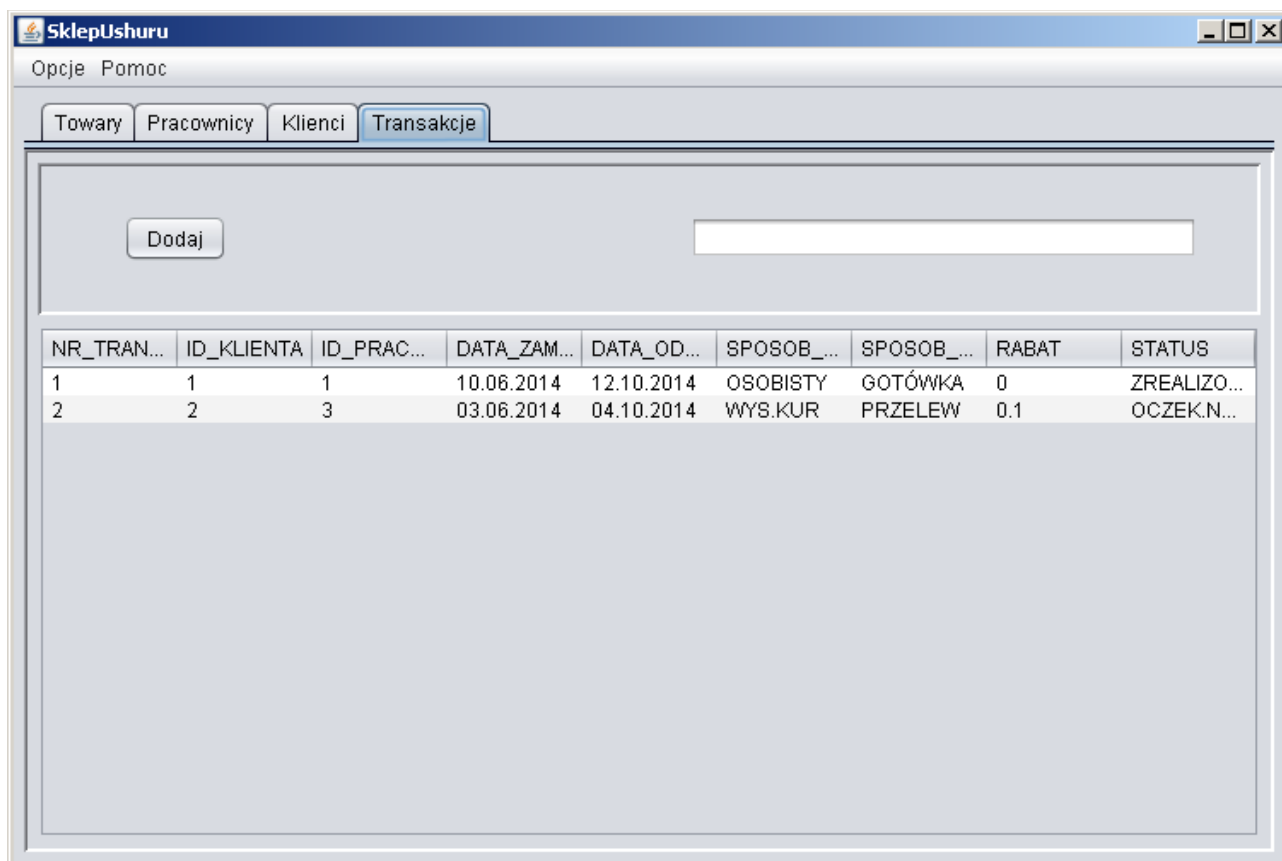 SklepUshuru
Opcje Pomoc
Towary Pracownicy Klienci Transakcje
Dodaj
NR_TRAN... ID_KLIENTA ID_PRAC... DATA_ZAM... DATA_OD... SPOSOB_... SPOSOB_... RABAT STATUS
1 1 1 10.06.2014 12.10.2014 OSOBISTY GOTÓWKA 0 ZREALIZO...
2 2 3 03.06.2014 04.10.2014 WYS.KUR PRZELEW 0.1 OCZEK.N...